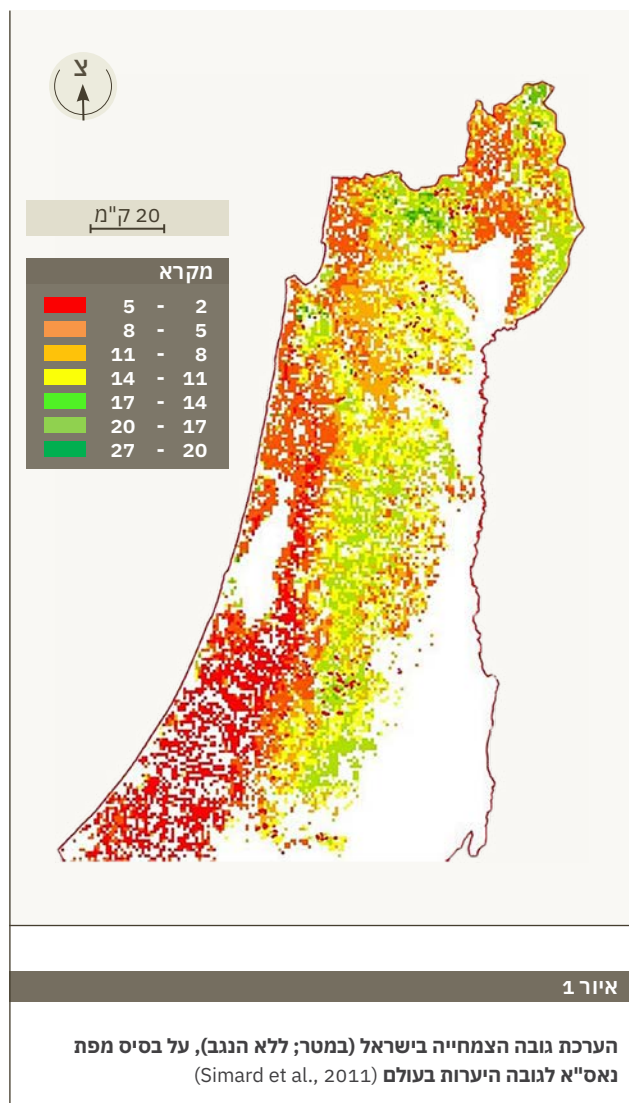 צ
20 ק"מ
מקרא
2 - 5
5 - 8
8 - 11
11 - 14
14 - 17
17 - 20
20 - 27
איור 1
הערכת גובה הצמחייה בישראל (במטר; ללא הנגב), על בסיס מפת
נאס"א לגובה היערות בעולם (Simard et al., 2011)